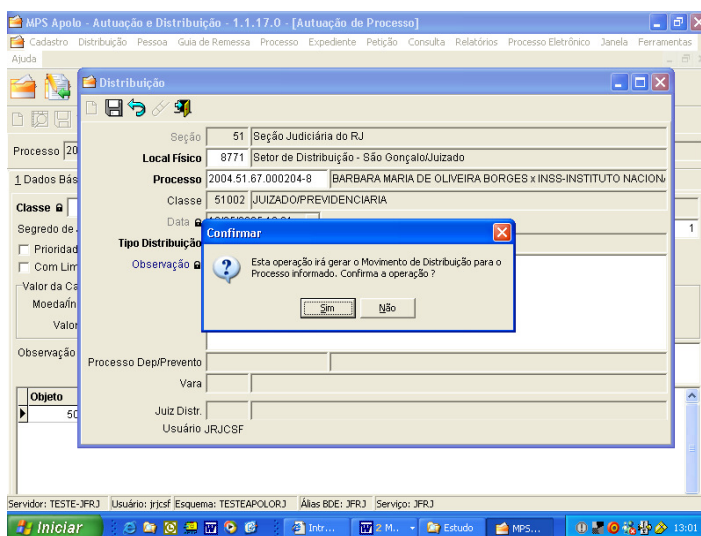 MPS Apolo - Autuação e Distribuição - 1.1.17.0 - [Autuação de Processo]
Cadastro Distribuição Pessoa Guia de Remessa Processo Expediente Petição Consulta Relatórios Processo Eletrônico Janela Ferramentas
Ajuda
Distribuição
Seção 51 Seção Judiciária do RJ
Processo 20
Local Físico 8771 Setor de Distribuição - São Gonçalo/Juizado
1 Dados Bás
Processo 2004.51.67.000204-8 BARBARA MARIA DE OLIVEIRA BORGES x INSS-INSTITUTO NACION
Classe 51002 JUIZADO/PREVIDENCIARIA
Classe
Data
Segredo de
1
Confirmar
Tipo Distribuição
Prioridad
Observação
Esta operação irá gerar o Movimento de Distribuição para o
Processo informado. Confirma a operação ?
Com Lim
Valor da Ca
Moeda/Ín
Sim Não
Valor
Observação
Processo Dep/Prevento
Vara
Objeto
50
Juiz Distr.
Usuário JRJCSF
Servidor: TESTE-JFRJ Usuário: jrjcsf Esquema: TESTEAPOLORJ Álias BDE: JFRJ Serviço: JFRJ
Iniciar Intr... 2 M.. Estudo MPS... 13:01